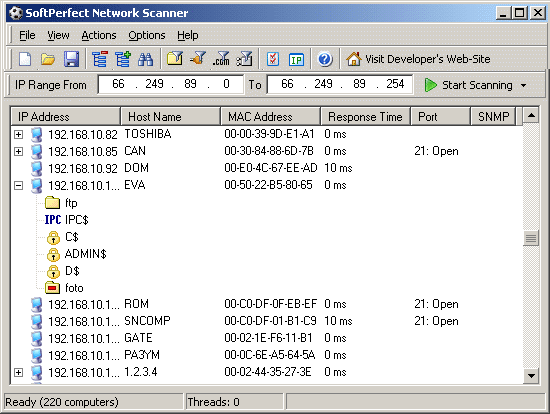 SoftPerfect Network Scanner
File View Actions Options Help
Visit Developer's Web-Site
IP Range From 66 . 249 . 89 . 0 To 66 . 249 . 89 . 254 Start Scanning
IP Address Host Name MAC Address Response Time Port SNMP
192.168.10.82 TOSHIBA 00-00-39-9D-E1-A1 0 ms
192.168.10.85 CAN 00-30-84-88-6D-7B 0 ms 21: Open
192.168.10.92 DOM 00-E0-4C-67-EE-AD 10 ms
192.168.10.1... EVA 00-50-22-B5-80-65 0 ms
ftp
IPC IPC$
C$
ADMIN$
D$
foto
192.168.10.1... ROM 00-C0-DF-0F-EB-EF 0 ms 21: Open
192.168.10.1... SNCOMP 00-C0-DF-01-B1-C9 10 ms 21: Open
192.168.10.1... GATE 00-02-1E-F6-11-B1 0 ms
192.168.10.1... PA3YM 00-0C-6E-A5-64-5A 0 ms
192.168.10.1... 1.2.3.4 00-02-44-35-27-3E 0 ms
Ready (220 computers) Threads: 0